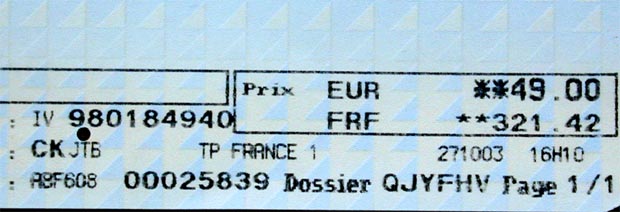 Prix EUR **49.00
: IV 980184940 FRF **321.42
: CK JTB TP FRANCE 1 271003 16H10
: ABF608 00025839 Dossier QJYFHV Page 1/1